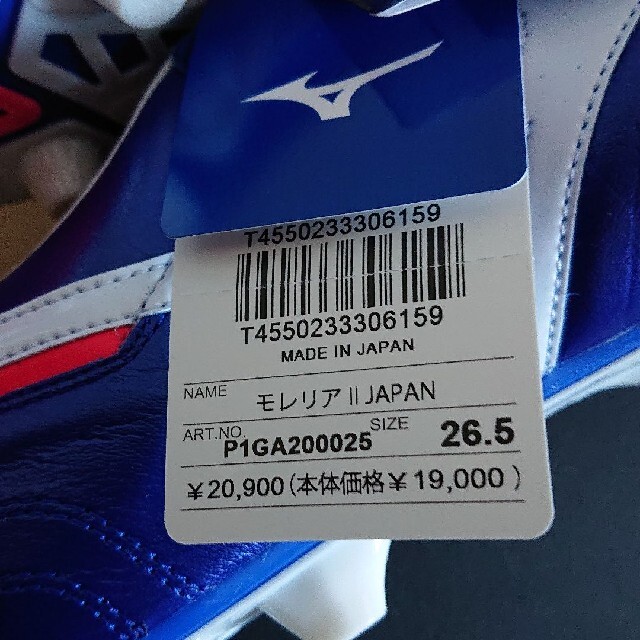 T4550233306159
T4550233306159
MADE IN JAPAN
NAME モレリアⅡJAPAN
ART.NO. P1GA200025 SIZE 26.5
¥20,900(本体価格¥19,000)